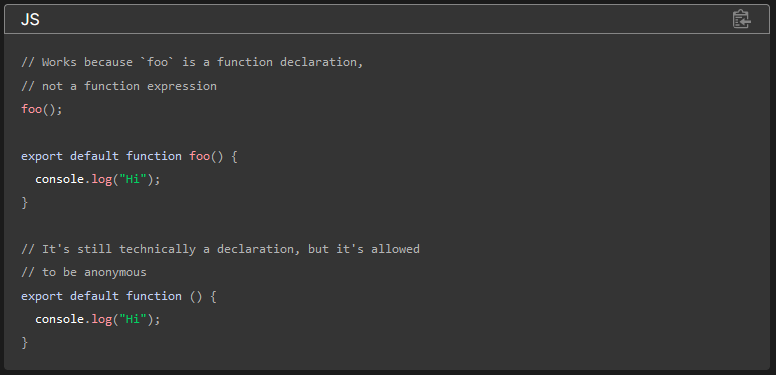 JS
// Works because `foo` is a function declaration,
// not a function expression
foo();
export default function foo() {
  console.log("Hi");
}
// It's still technically a declaration, but it's allowed
// to be anonymous
export default function () {
  console.log("Hi");
}